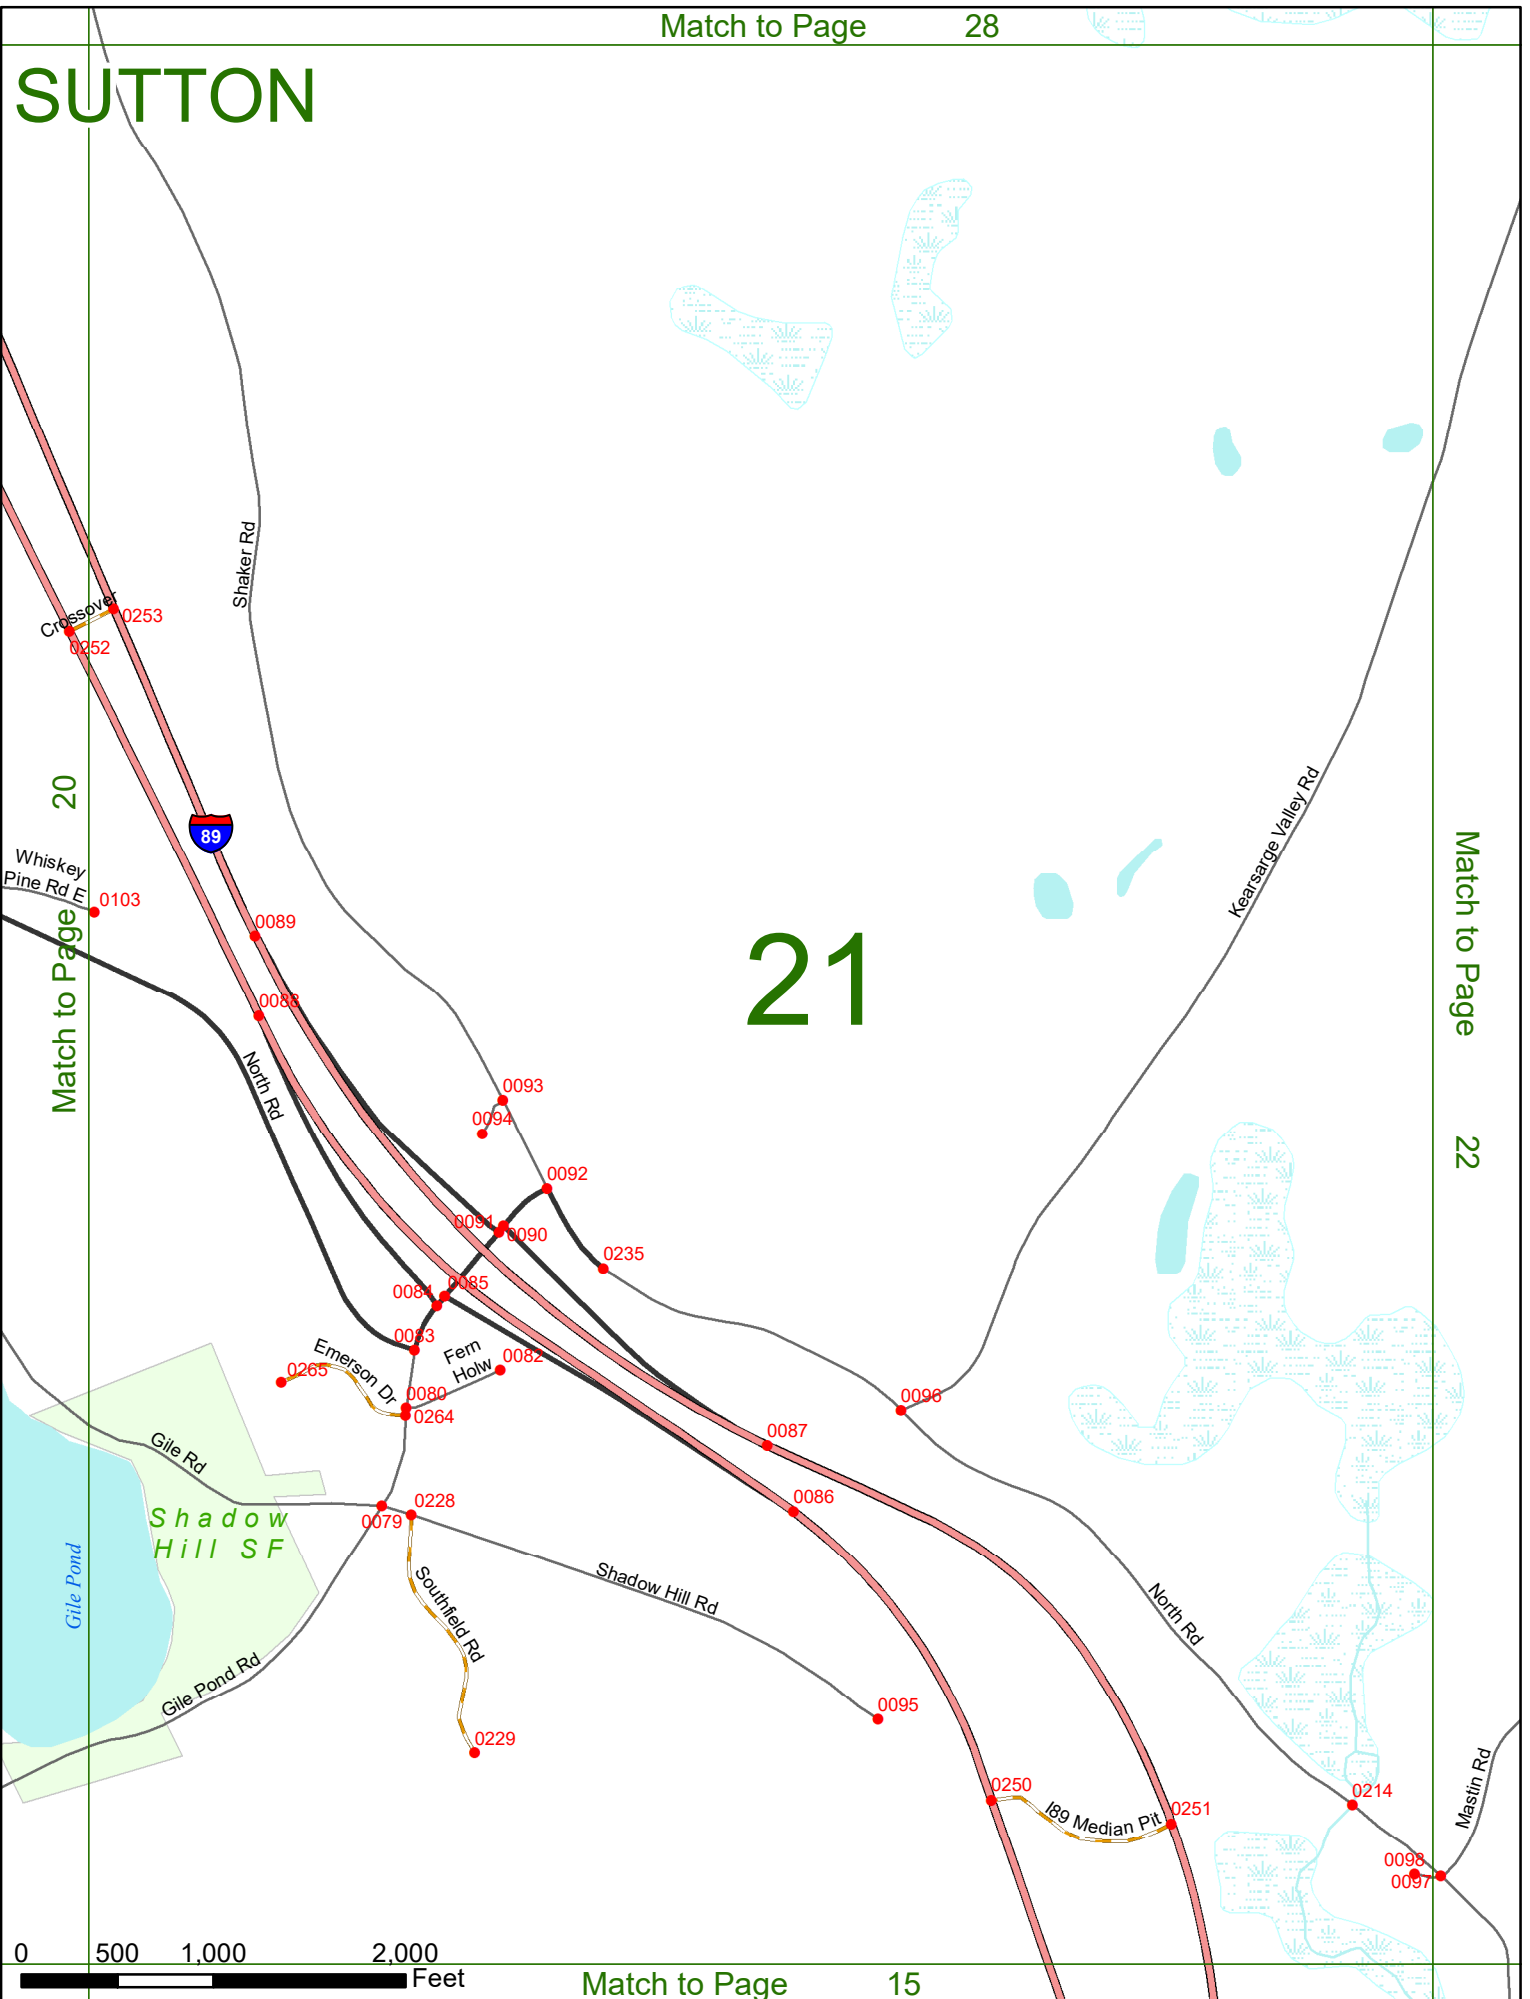 Match to Page 28
SUTTON
Shaker Rd
Crossover
0253
0252
Match to Page 20
89
Whiskey
Pine Rd E
0103
0089
0088
North Rd
21
Kearsarge Valley Rd
Match to Page 22
0093
0094
0092
0091
0090
0235
0085
0084
0083
Fern
Holw
0082
Emerson Dr
0265
0080
0264
0096
0087
0086
Gile Rd
0228
0079
Shadow
Hill SF
Gile Pond
Southfield Rd
Shadow Hill Rd
North Rd
Gile Pond Rd
0095
0229
0250
I89 Median Pit
0251
0214
Mastin Rd
0098
0097
0 500 1,000 2,000
Feet
Match to Page 15